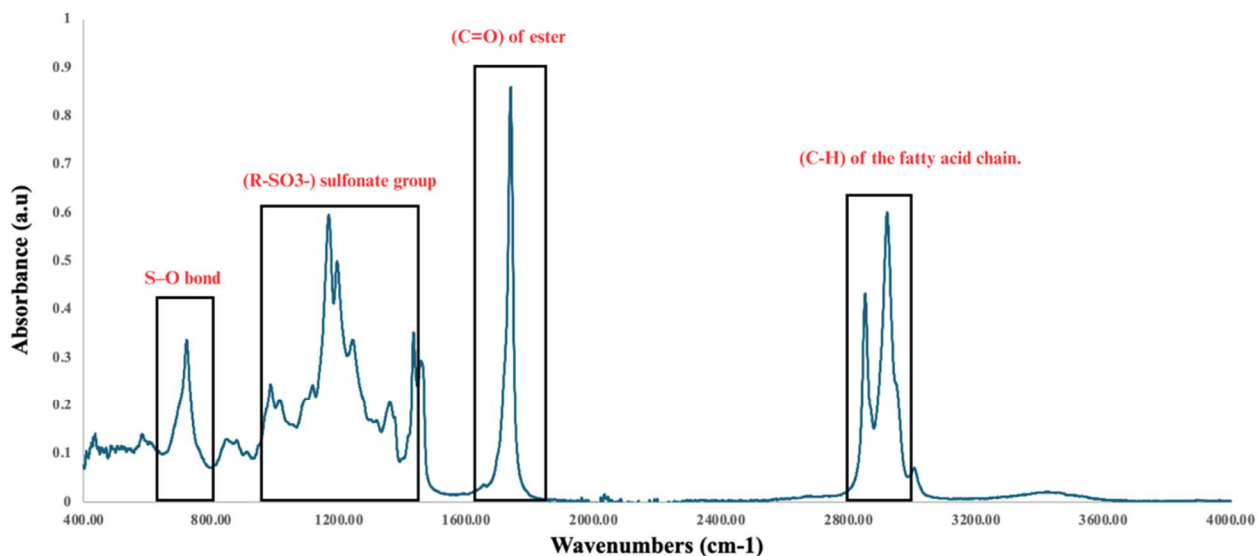 1
(C=O) of ester
0.9
0.8
(C-H) of the fatty acid chain.
0.7
(R-SO3-) sulfonate group
0.6
0.5
S–O bond
0.4
0.3
0.2
0.1
0
Absorbance (a.u)
400.00 800.00 1200.00 1600.00 2000.00 2400.00 2800.00 3200.00 3600.00 4000.00
Wavenumbers (cm-1)